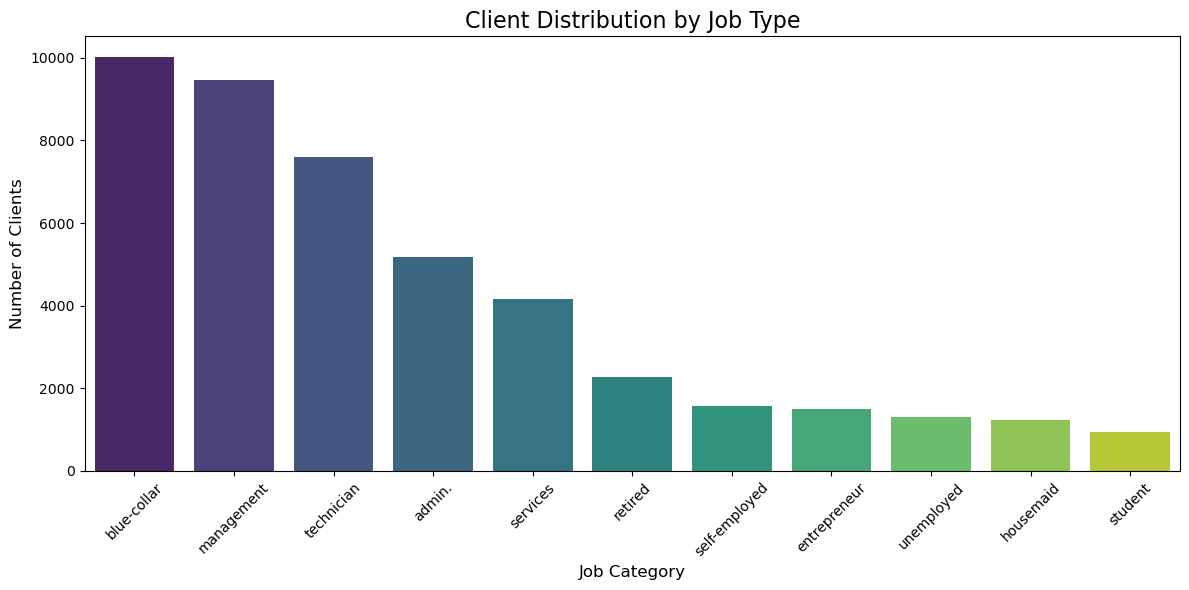 Client Distribution by Job Type
Number of Clients
10000
8000
6000
4000
2000
0
blue-collar
management
technician
admin.
services
retired
self-employed
entrepreneur
unemployed
housemaid
student
Job Category